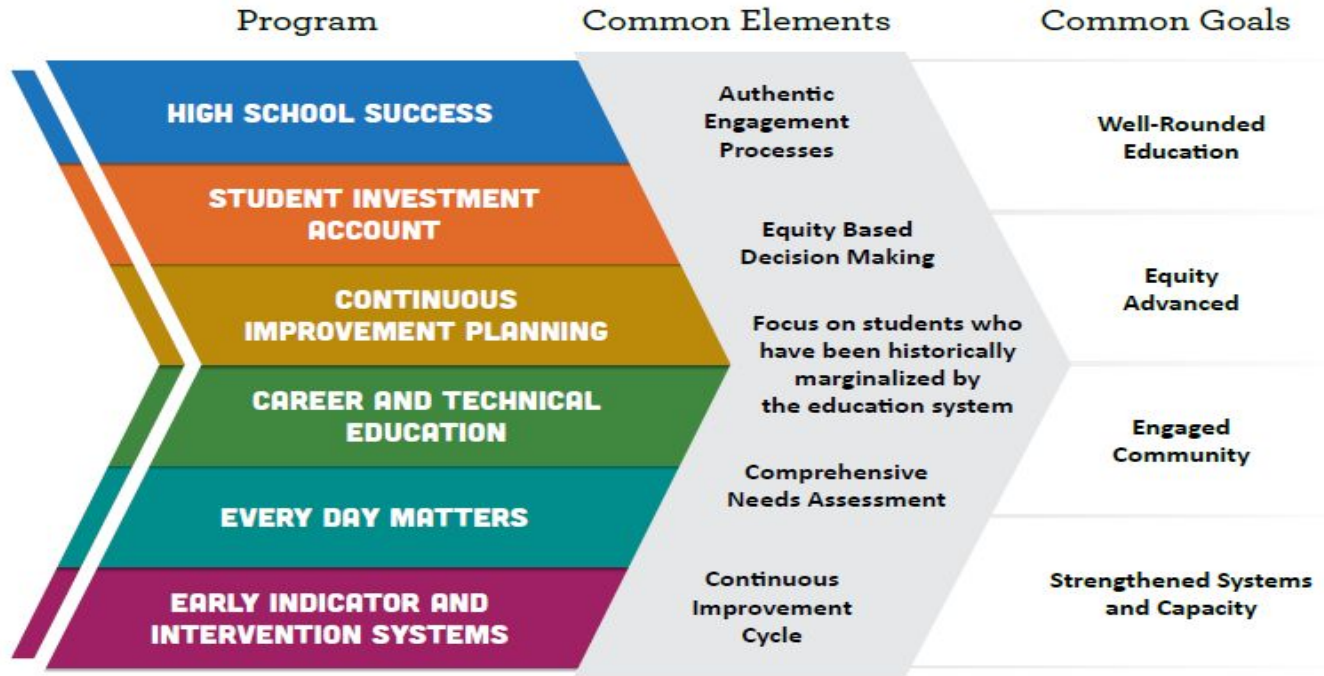 Program
Common Elements
Common Goals
HIGH SCHOOL SUCCESS
STUDENT INVESTMENT
ACCOUNT
CONTINUOUS
IMPROVEMENT PLANNING
CAREER AND TECHNICAL
EDUCATION
EVERY DAY MATTERS
EARLY INDICATOR AND
INTERVENTION SYSTEMS
Authentic
Engagement
Processes
Equity Based
Decision Making
Focus on students who
have been historically
marginalized by
the education system
Comprehensive
Needs Assessment
Continuous
Improvement
Cycle
Well-Rounded
Education
Equity
Advanced
Engaged
Community
Strengthened Systems
and Capacity